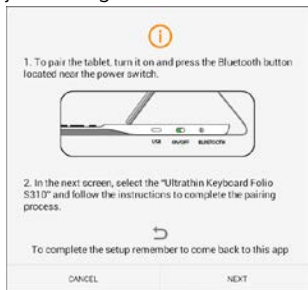 1. To pair the tablet, turn it on and press the Bluetooth button
located near the power switch.
USB ON/OFF BLUETOOTH
2. In the next screen, select the "Ultrathin Keyboard Folio
S310" and follow the instructions to complete the pairing
process.
To complete the setup remember to come back to this app
CANCEL NEXT